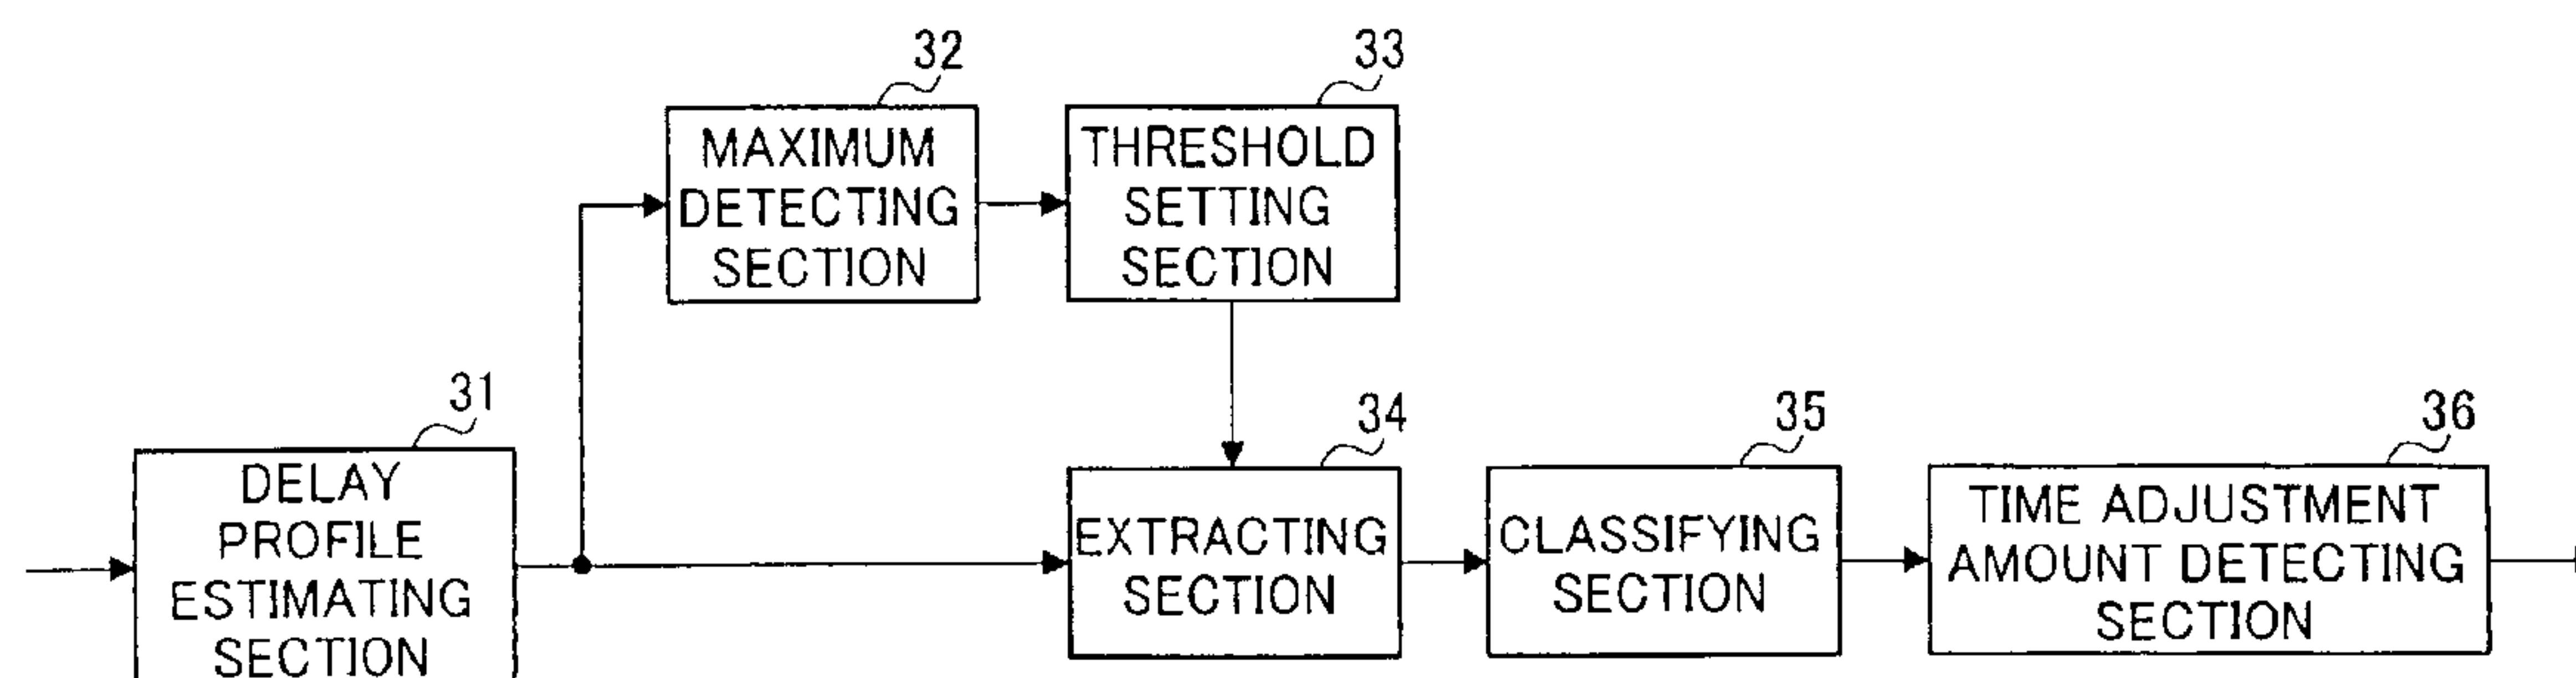 32
MAXIMUM
DETECTING
SECTION
33
THRESHOLD
SETTING
SECTION
31
DELAY
PROFILE
ESTIMATING
SECTION
34
EXTRACTING
SECTION
35
CLASSIFYING
SECTION
36
TIME ADJUSTMENT
AMOUNT DETECTING
SECTION